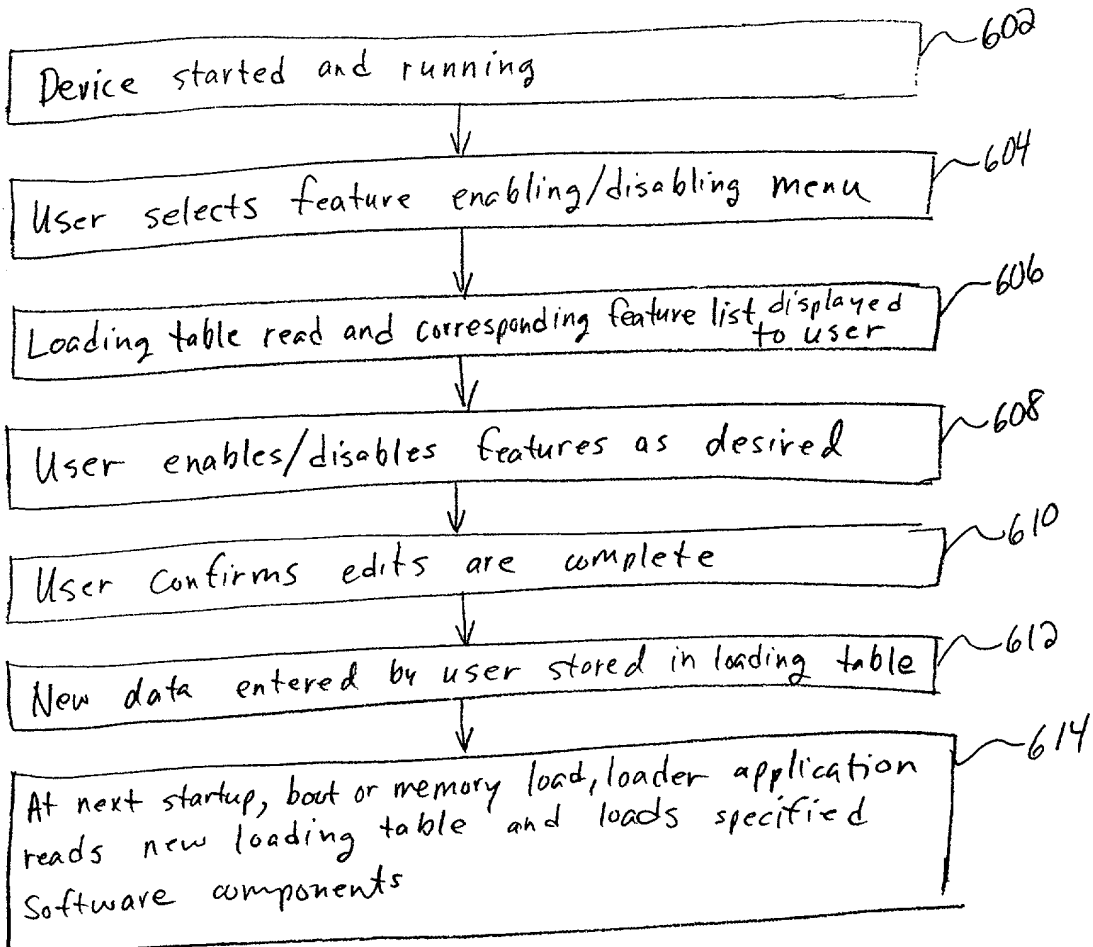 602
Device started and running
604
User selects feature enabling/disabling menu
606
Loading table read and corresponding feature list displayed
to user
608
User enables/disables features as desired
610
User confirms edits are complete
612
New data entered by user stored in loading table
614
At next startup, boot or memory load, loader application
reads new loading table and loads specified
Software components